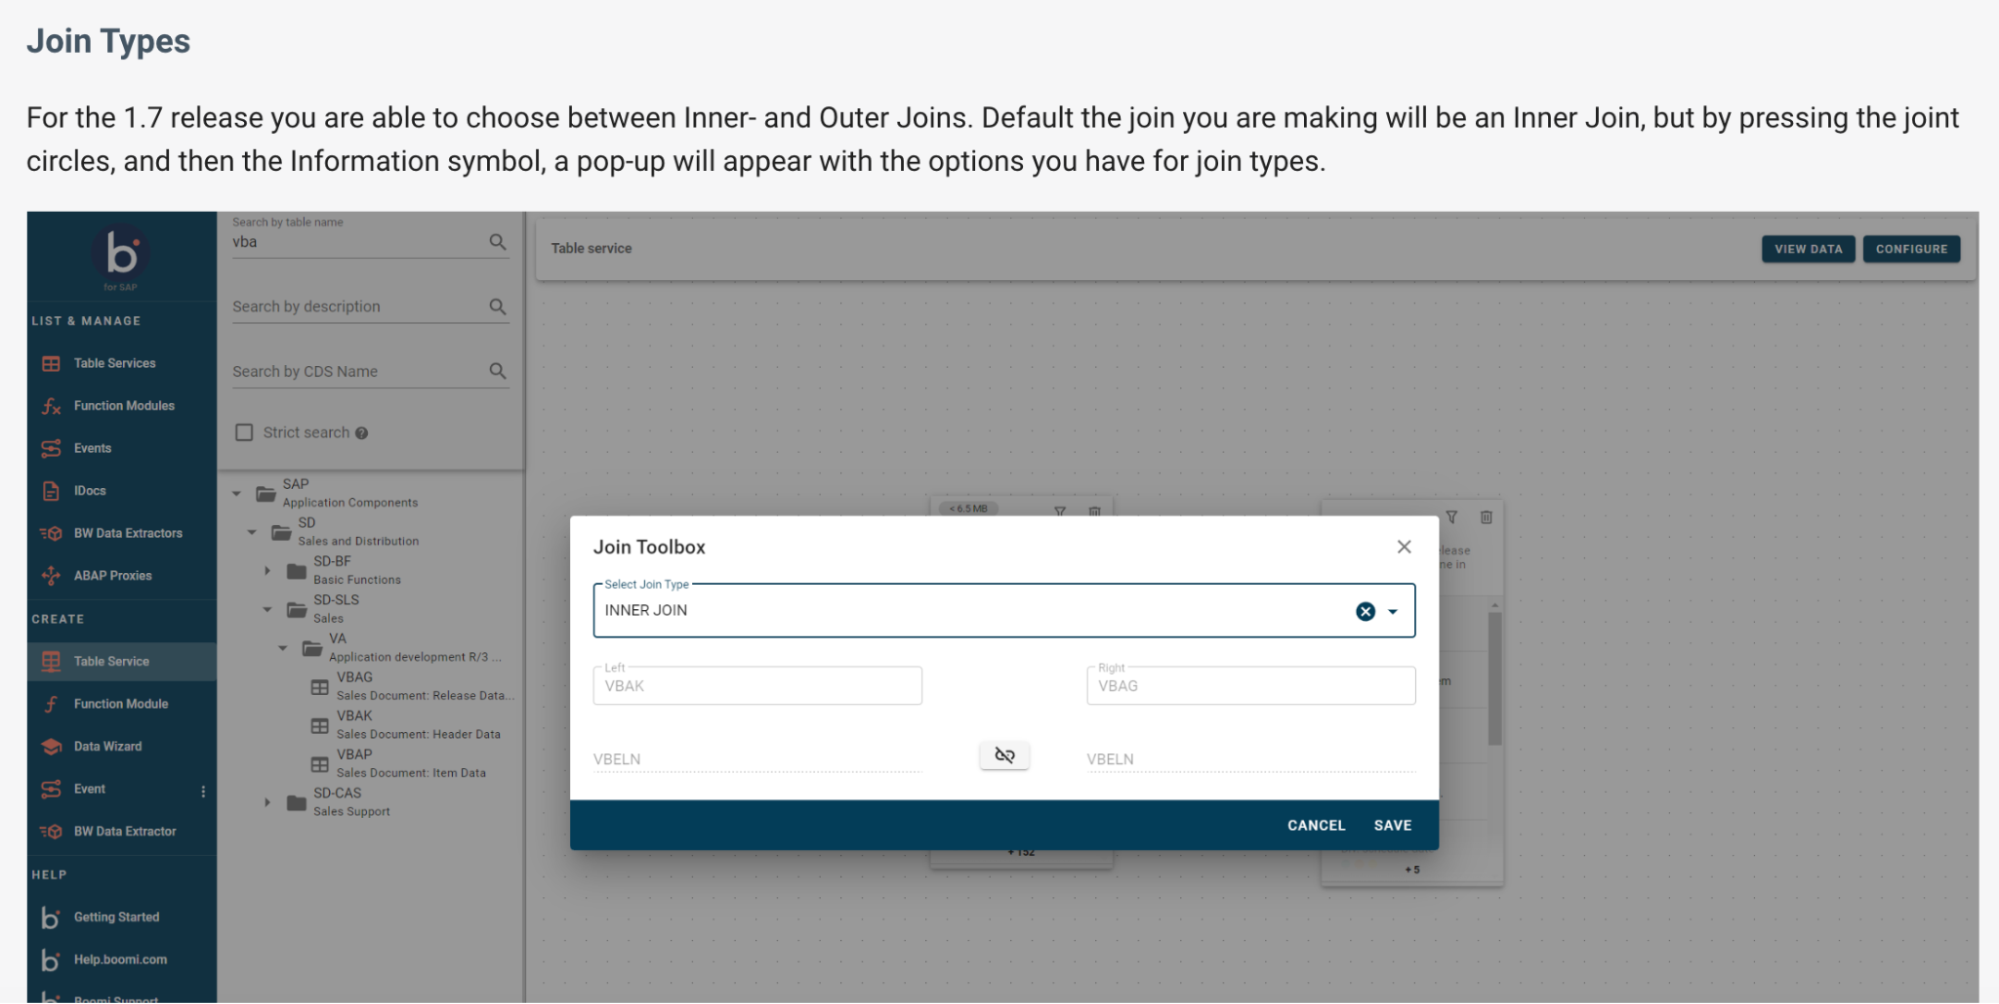 Join Types
For the 1.7 release you are able to choose between Inner- and Outer Joins. Default the join you are making will be an Inner Join, but by pressing the joint
circles, and then the Information symbol, a pop-up will appear with the options you have for join types.
b
for SAP
LIST & MANAGE
Table Services
Function Modules
Events
IDocs
BW Data Extractors
ABAP Proxies
CREATE
Table Service
Function Module
Data Wizard
Event
BW Data Extractor
HELP
Getting Started
Help.boomi.com
Boomi Support
Search by table name
vba
Search by description
Search by CDS Name
Strict search
SAP
Application Components
SD
Sales and Distribution
SD-BF
Basic Functions
SD-SLS
Sales
VA
Application development R/3 ...
VBAG
Sales Document: Release Data...
VBAK
Sales Document: Header Data
VBAP
Sales Document: Item Data
SD-CAS
Sales Support
Table service
VIEW DATA
CONFIGURE
< 6.5 MB
Join Toolbox
Select Join Type
INNER JOIN
Left
VBAK
Right
VBAG
VBELN
VBELN
CANCEL
SAVE
+ 152
+ 5